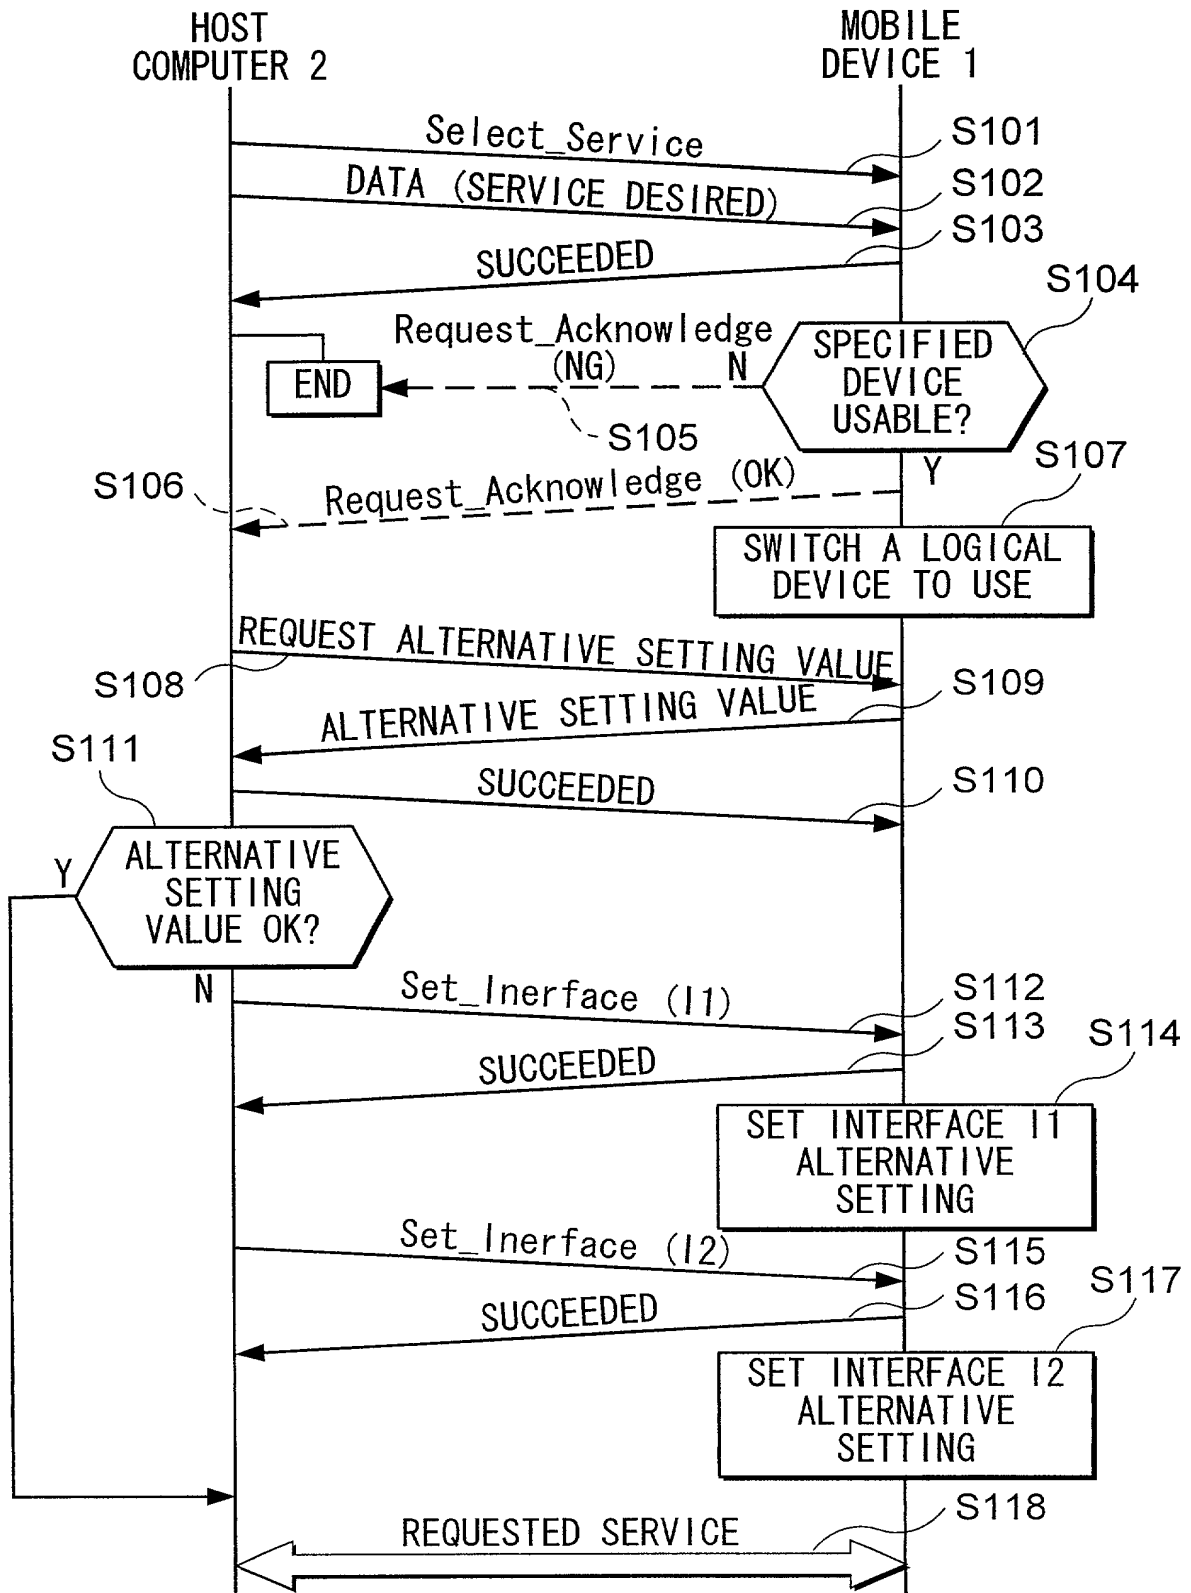 HOST
COMPUTER 2
MOBILE
DEVICE 1
Select_Service
S101
DATA (SERVICE DESIRED)
S102
SUCCEEDED
S103
S104
SPECIFIED
DEVICE
USABLE?
Request_Acknowledge
(NG)
N
END
S105
Y
S107
S106
Request_Acknowledge (OK)
SWITCH A LOGICAL
DEVICE TO USE
REQUEST ALTERNATIVE SETTING VALUE
S108
S109
ALTERNATIVE SETTING VALUE
S111
SUCCEEDED
S110
ALTERNATIVE
SETTING
VALUE OK?
Y
N
Set_Inerface (I1)
S112
S113
SUCCEEDED
S114
SET INTERFACE I1
ALTERNATIVE
SETTING
Set_Inerface (I2)
S115
SUCCEEDED
S116
S117
SET INTERFACE I2
ALTERNATIVE
SETTING
S118
REQUESTED SERVICE